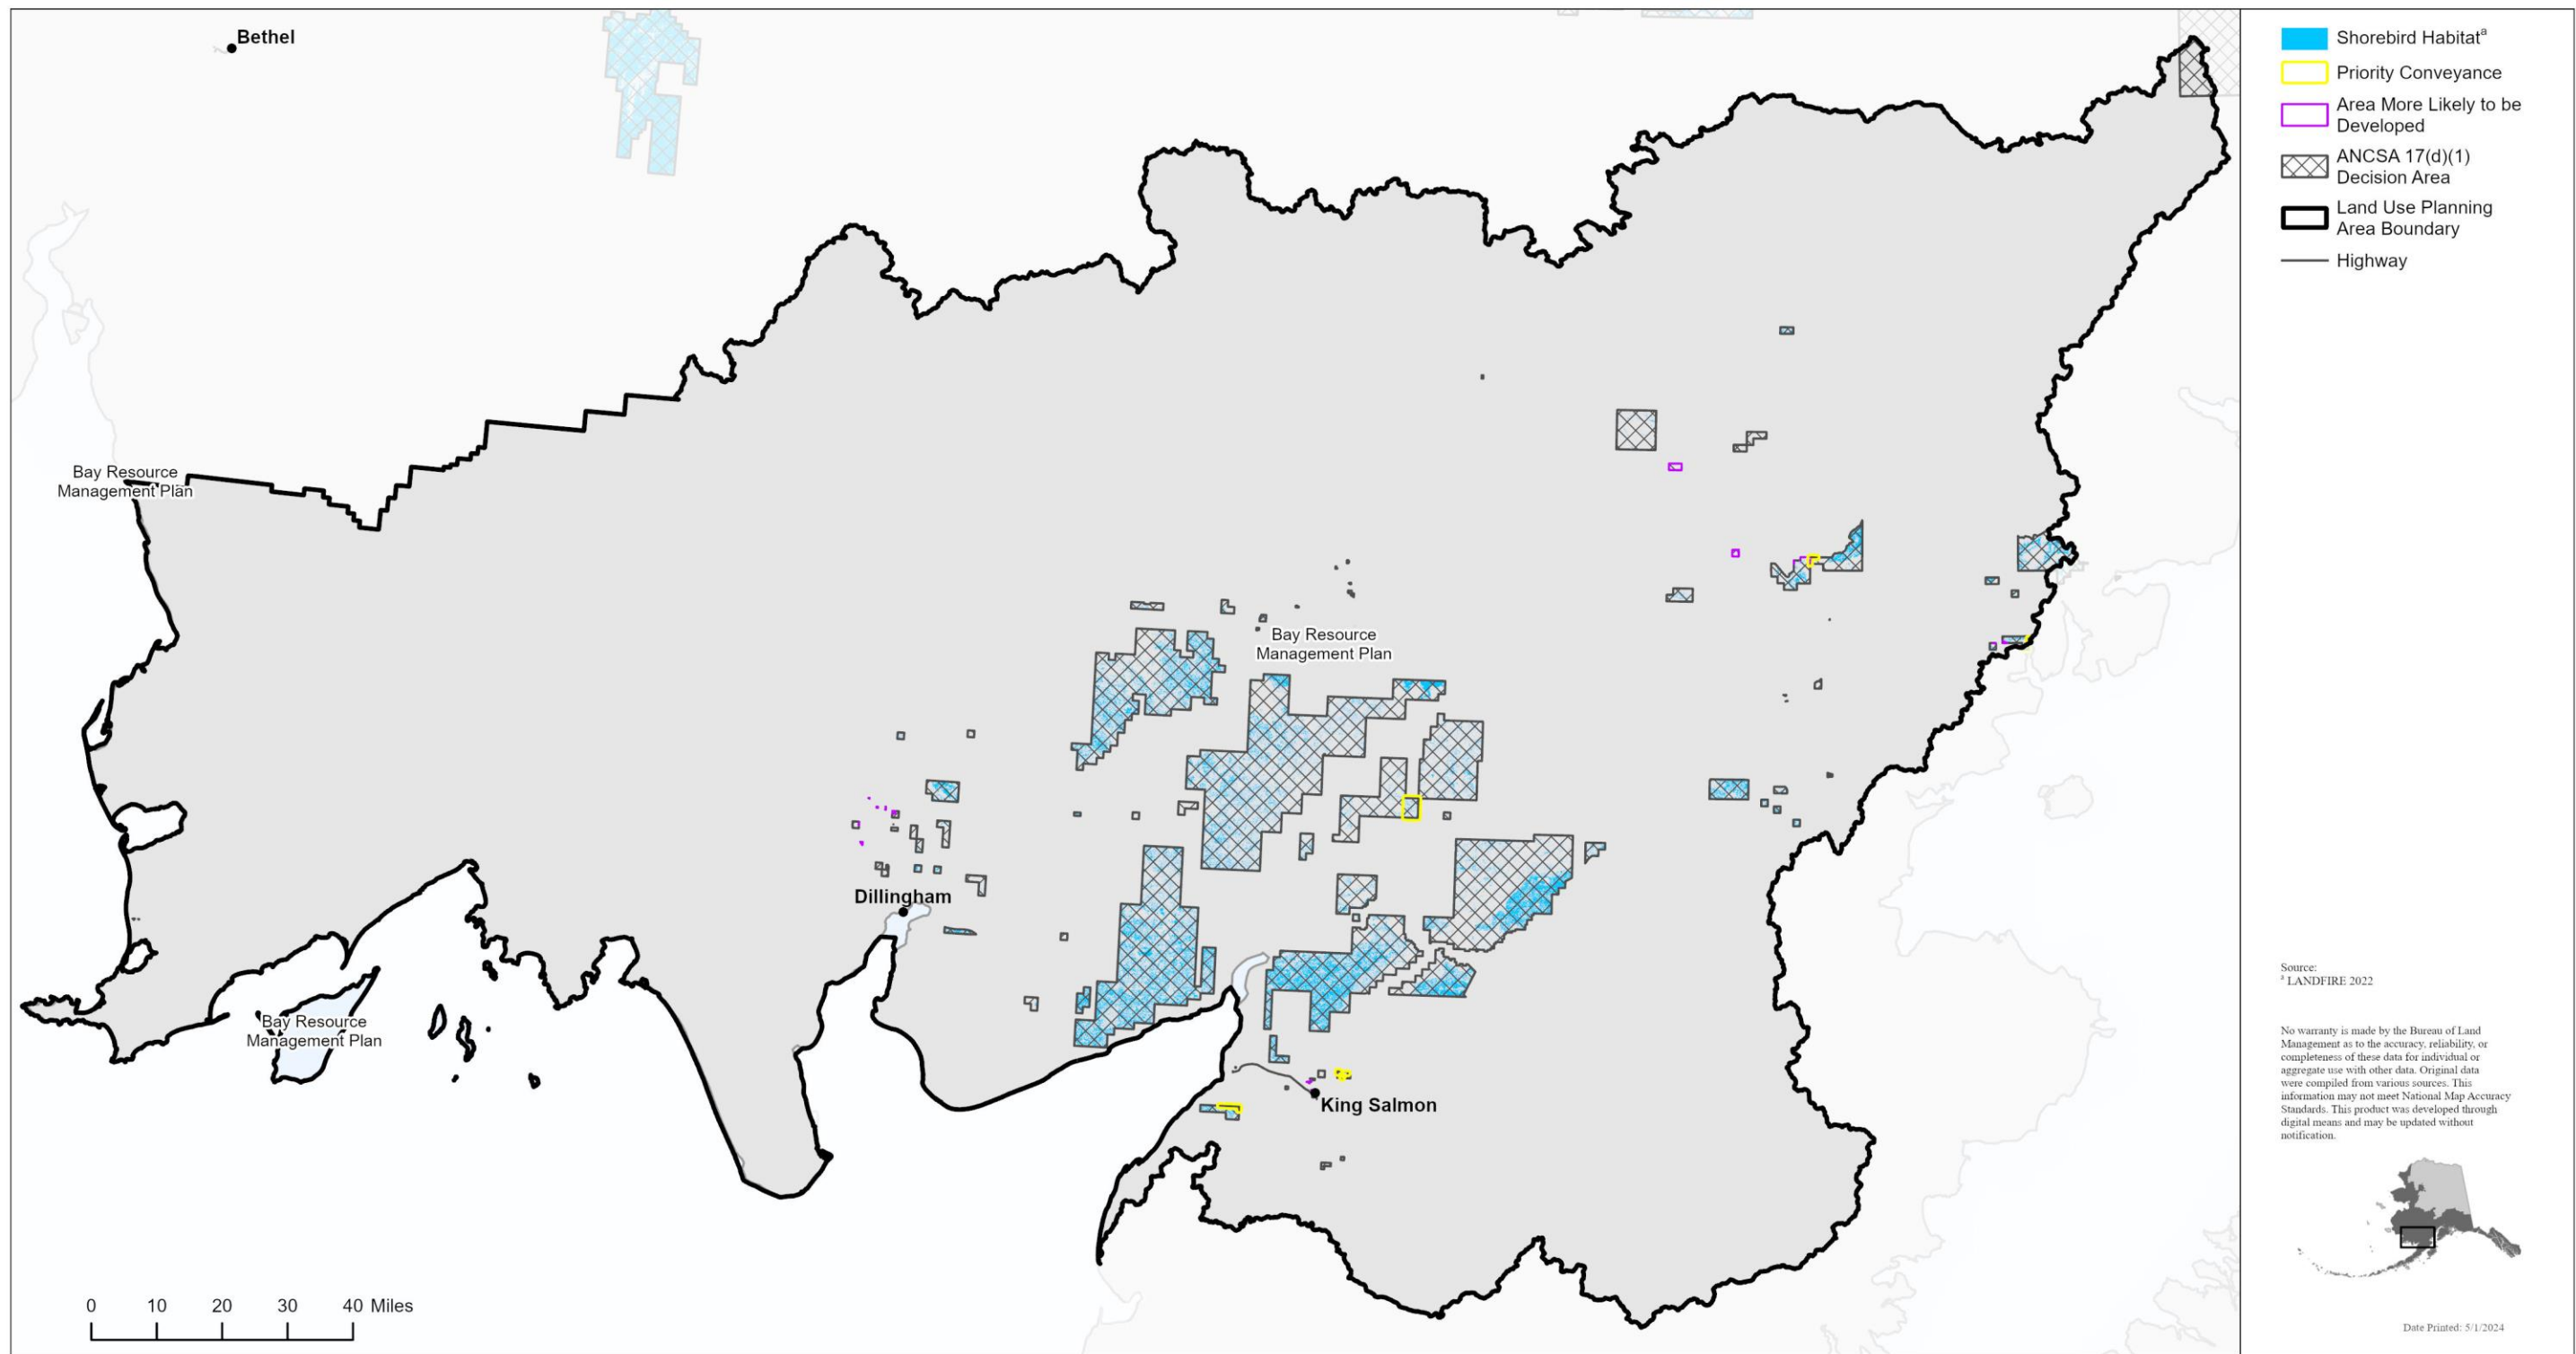 Bethel
Bay Resource
Management Plan
Bay Resource
Management Plan
Dillingham
Bay Resource
Management Plan
King Salmon
0 10 20 30 40 Miles
Shorebird Habitatᵃ
Priority Conveyance
Area More Likely to be
Developed
ANCSA 17(d)(1)
Decision Area
Land Use Planning
Area Boundary
Highway
Source:
ᵃ LANDFIRE 2022
No warranty is made by the Bureau of Land
Management as to the accuracy, reliability, or
completeness of these data for individual or
aggregate use with other data. Original data
were compiled from various sources. This
information may not meet National Map Accuracy
Standards. This product was developed through
digital means and may be updated without
notification.
Date Printed: 5/1/2024